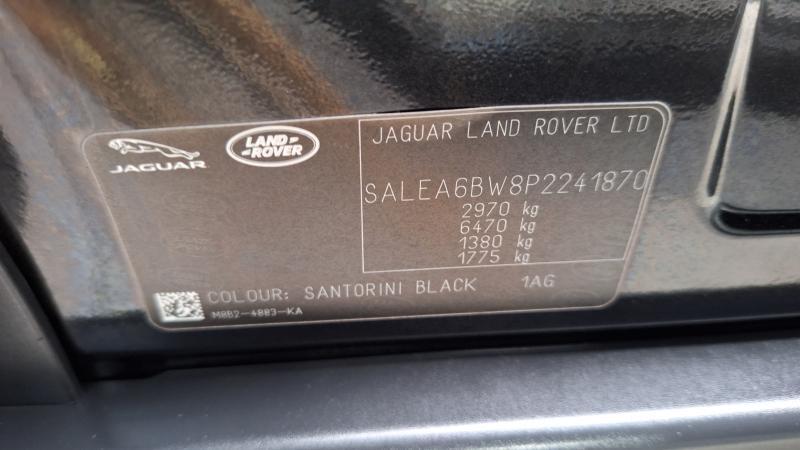 JAGUAR
LAND ROVER
JAGUAR LAND ROVER LTD
SALEA6BW8P2241870
2970 kg
6470 kg
1380 kg
1775 kg
COLOUR: SANTORINI BLACK 1AG
M8B2-4883-KA